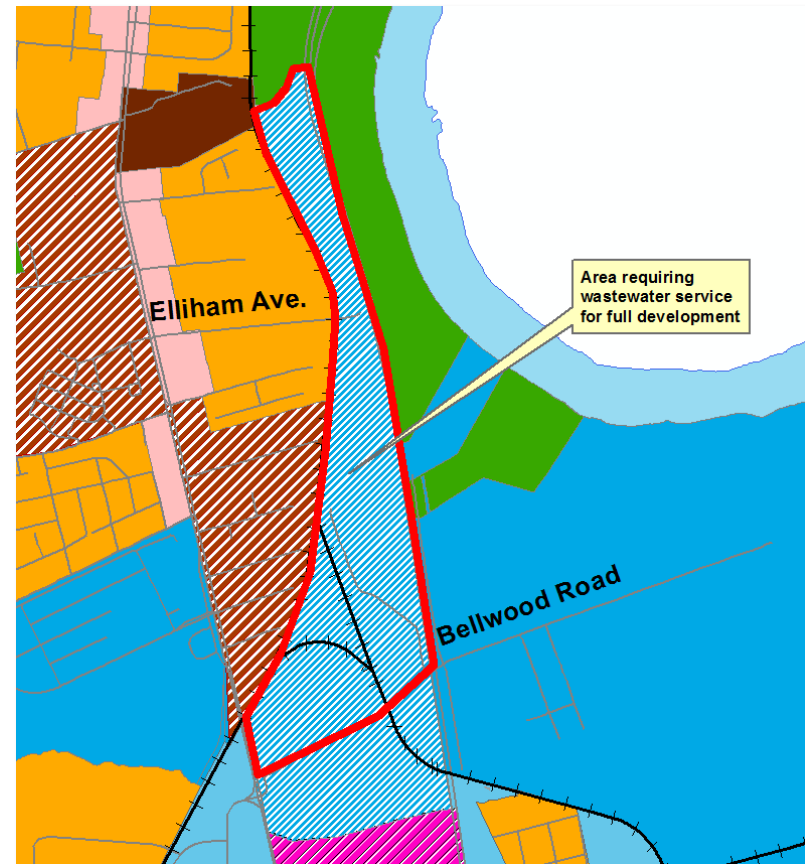 Area requiring
wastewater service
for full development
Elliham Ave.
Bellwood Road